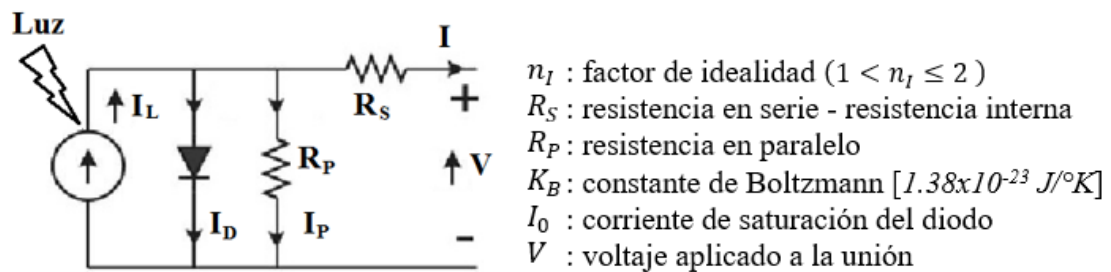 Luz
I
I_L
R_S
+
R_P
V
I_D
I_P
−
n_I : factor de idealidad (1 < n_I ≤ 2 )
R_S : resistencia en serie - resistencia interna
R_P : resistencia en paralelo
K_B : constante de Boltzmann [1.38x10^-23 J/°K]
I_0 : corriente de saturación del diodo
V : voltaje aplicado a la unión